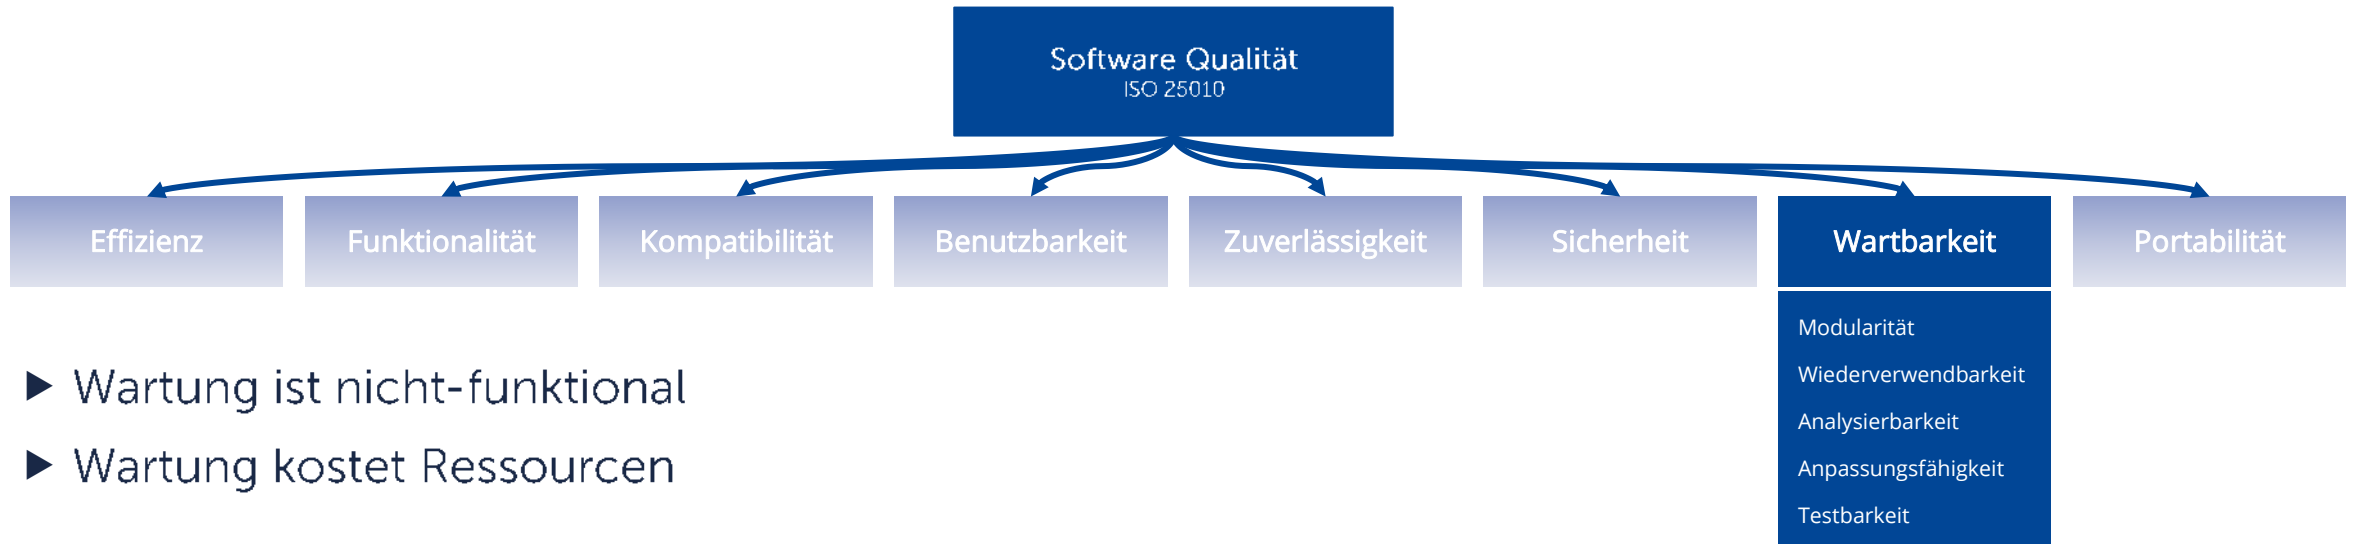 Software Qualität
ISO 25010
Effizienz
Funktionalität
Kompatibilität
Benutzbarkeit
Zuverlässigkeit
Sicherheit
Wartbarkeit
Portabilität
Modularität
Wiederverwendbarkeit
Analysierbarkeit
Anpassungsfähigkeit
Testbarkeit
Wartung ist nicht-funktional
Wartung kostet Ressourcen